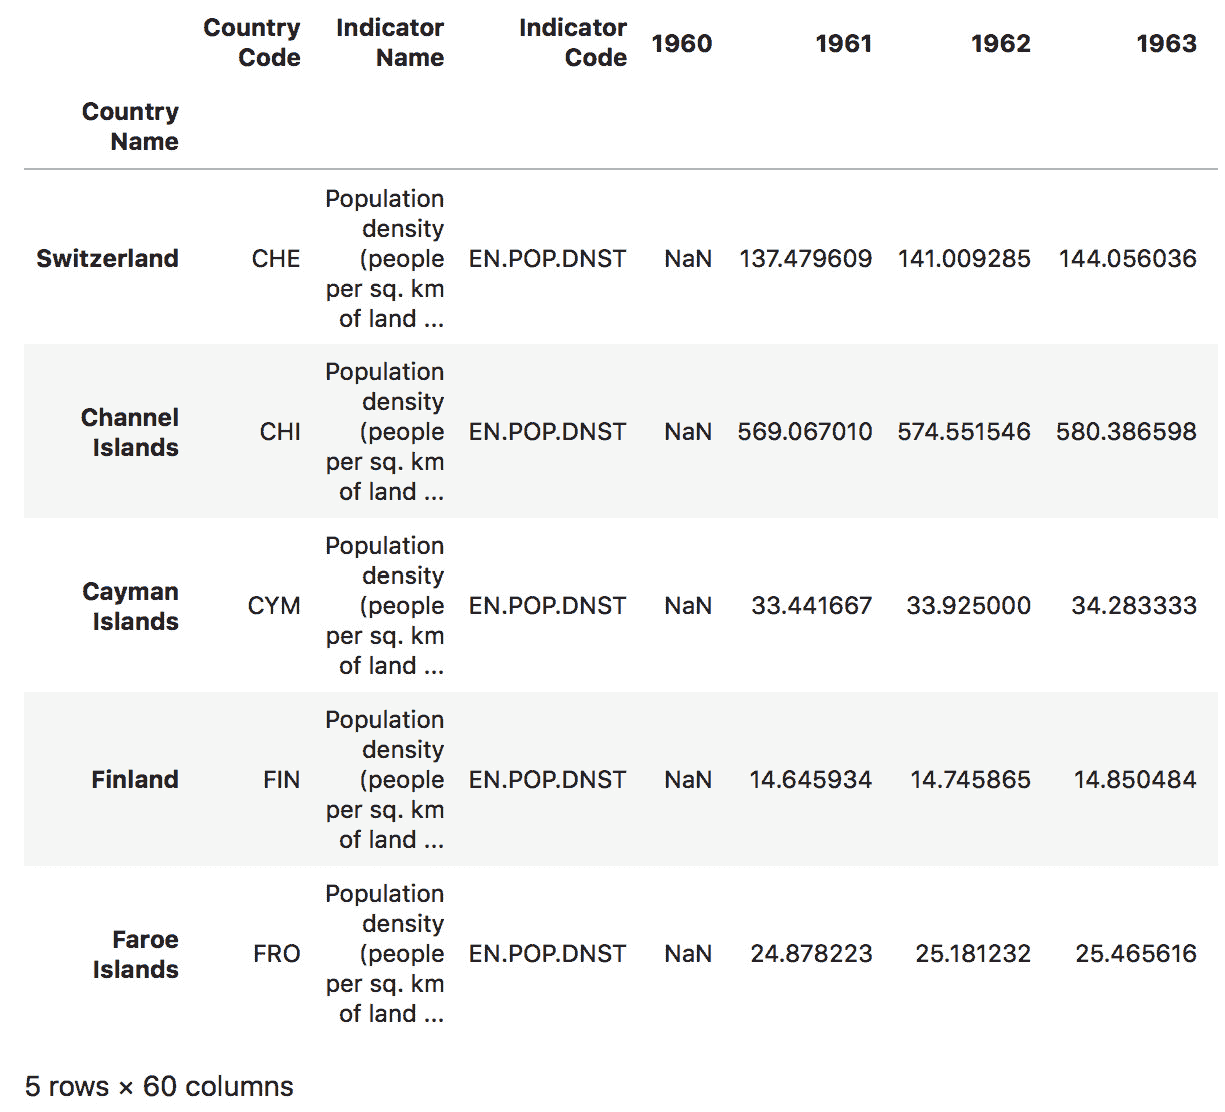 Country Code Indicator Name Indicator Code 1960 1961 1962 1963
Country Name
Switzerland CHE Population density (people per sq. km of land ... EN.POP.DNST NaN 137.479609 141.009285 144.056036
Channel Islands CHI Population density (people per sq. km of land ... EN.POP.DNST NaN 569.067010 574.551546 580.386598
Cayman Islands CYM Population density (people per sq. km of land ... EN.POP.DNST NaN 33.441667 33.925000 34.283333
Finland FIN Population density (people per sq. km of land ... EN.POP.DNST NaN 14.645934 14.745865 14.850484
Faroe Islands FRO Population density (people per sq. km of land ... EN.POP.DNST NaN 24.878223 25.181232 25.465616
5 rows × 60 columns